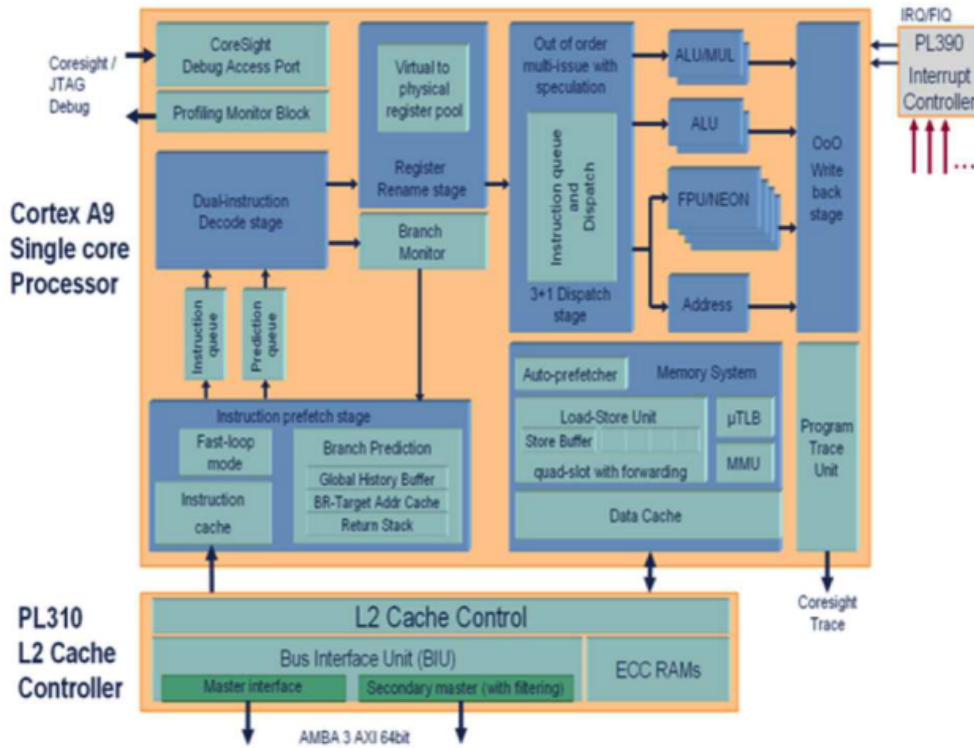 IRQ/FIQ
PL390
Interrupt
Controller
...
Coresight /
JTAG
Debug
CoreSight
Debug Access Port
Profiling Monitor Block
Virtual to
physical
register pool
Register
Rename stage
Out of order
multi-issue with
speculation
Instruction queue
and
Dispatch
3+1 Dispatch
stage
ALU/MUL
ALU
FPU/NEON
Address
OoO
Write
back
stage
Cortex A9
Single core
Processor
Dual-instruction
Decode stage
Branch
Monitor
Instruction
queue
Prediction
queue
Instruction prefetch stage
Fast-loop
mode
Instruction
cache
Branch Prediction
Global History Buffer
BR-Target Addr Cache
Return Stack
Auto-prefetcher
Memory System
Load-Store Unit
Store Buffer
quad-slot with forwarding
µTLB
MMU
Data Cache
Program
Trace
Unit
Coresight
Trace
PL310
L2 Cache
Controller
L2 Cache Control
Bus Interface Unit (BIU)
Master interface
Secondary master (with filtering)
ECC RAMs
AMBA 3 AXI 64bit